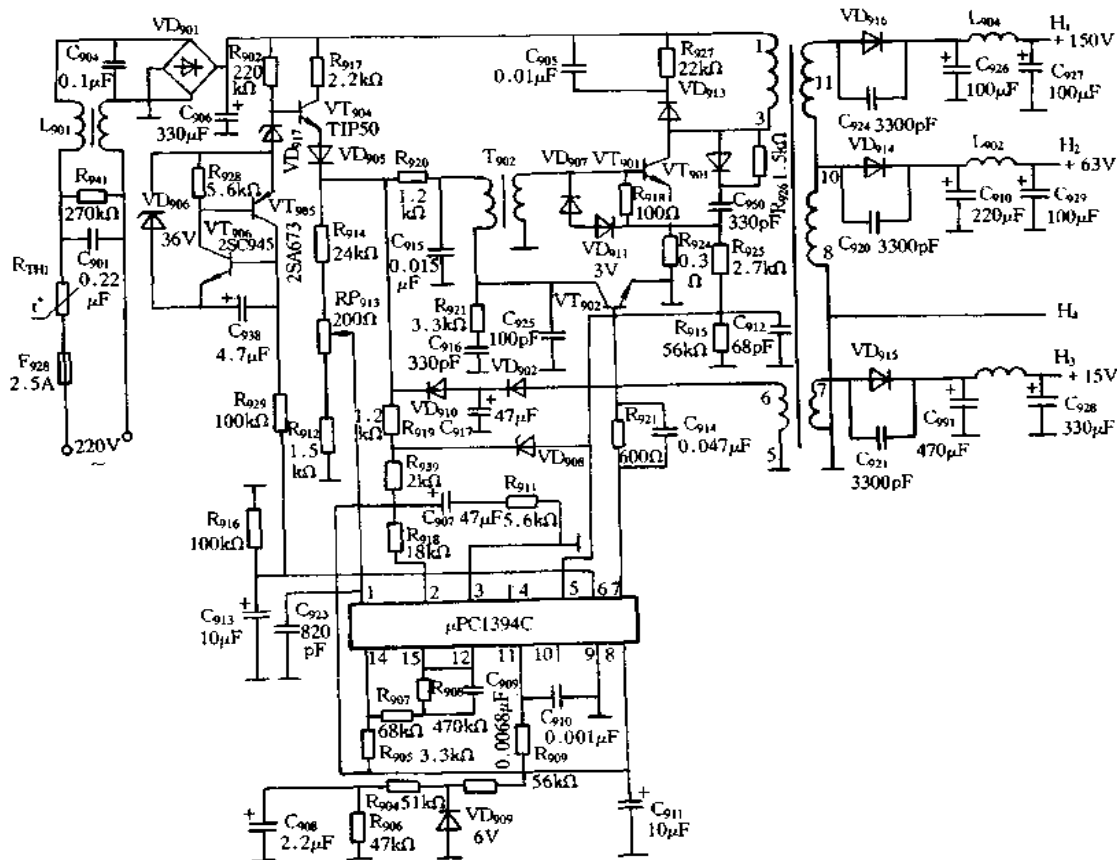 VD901
C904
0.1μF
L901
R902
220
kΩ
C906
330μF
R917
2.2kΩ
VT904
TIP50
VD917
VD905
R941
270kΩ
C901
0.22
μF
RTH1
t°
F928
2.5A
220V
~
VD906
36V
R928
5.6kΩ
VT905
2SA673
VT906
2SC945
C938
4.7μF
R929
100kΩ
R914
24kΩ
RP913
200Ω
R912
1.5
kΩ
R920
1.2
kΩ
C915
0.015
μF
T902
R921
3.3kΩ
C916
330pF
C925
100pF
C905
0.01μF
R927
22kΩ
VD913
VD907
VT901
R918
100Ω
VD911
3V
VT902
R924
0.3
Ω
C950
330pF
R926 1.5kΩ
R925
2.7kΩ
R915
56kΩ
C912
68pF
1
3
6
5
11
10
8
7
VD916
L904
H1
+150V
C926
100μF
C927
100μF
C924 3300pF
VD914
L902
H2
+63V
C910
220μF
C929
100μF
C920 3300pF
H4
VD915
H3
+15V
C991
470μF
C928
330μF
C921
3300pF
VD902
VD910
C917
47μF
1.2
kΩ
R919
VD908
R921
600Ω
C914
0.047μF
R939
2kΩ
C907 47μF
R911
5.6kΩ
R918
18kΩ
R916
100kΩ
C913
10μF
C923
820
pF
1 2 3 4 5 6 7
μPC1394C
14 15 12 11 10 9 8
R907
68kΩ
R908
470kΩ
C909
0.0068μF
C910
0.001μF
R905 3.3kΩ
R909
56kΩ
R904 51kΩ
R906
47kΩ
VD909
6V
C908
2.2μF
C911
10μF